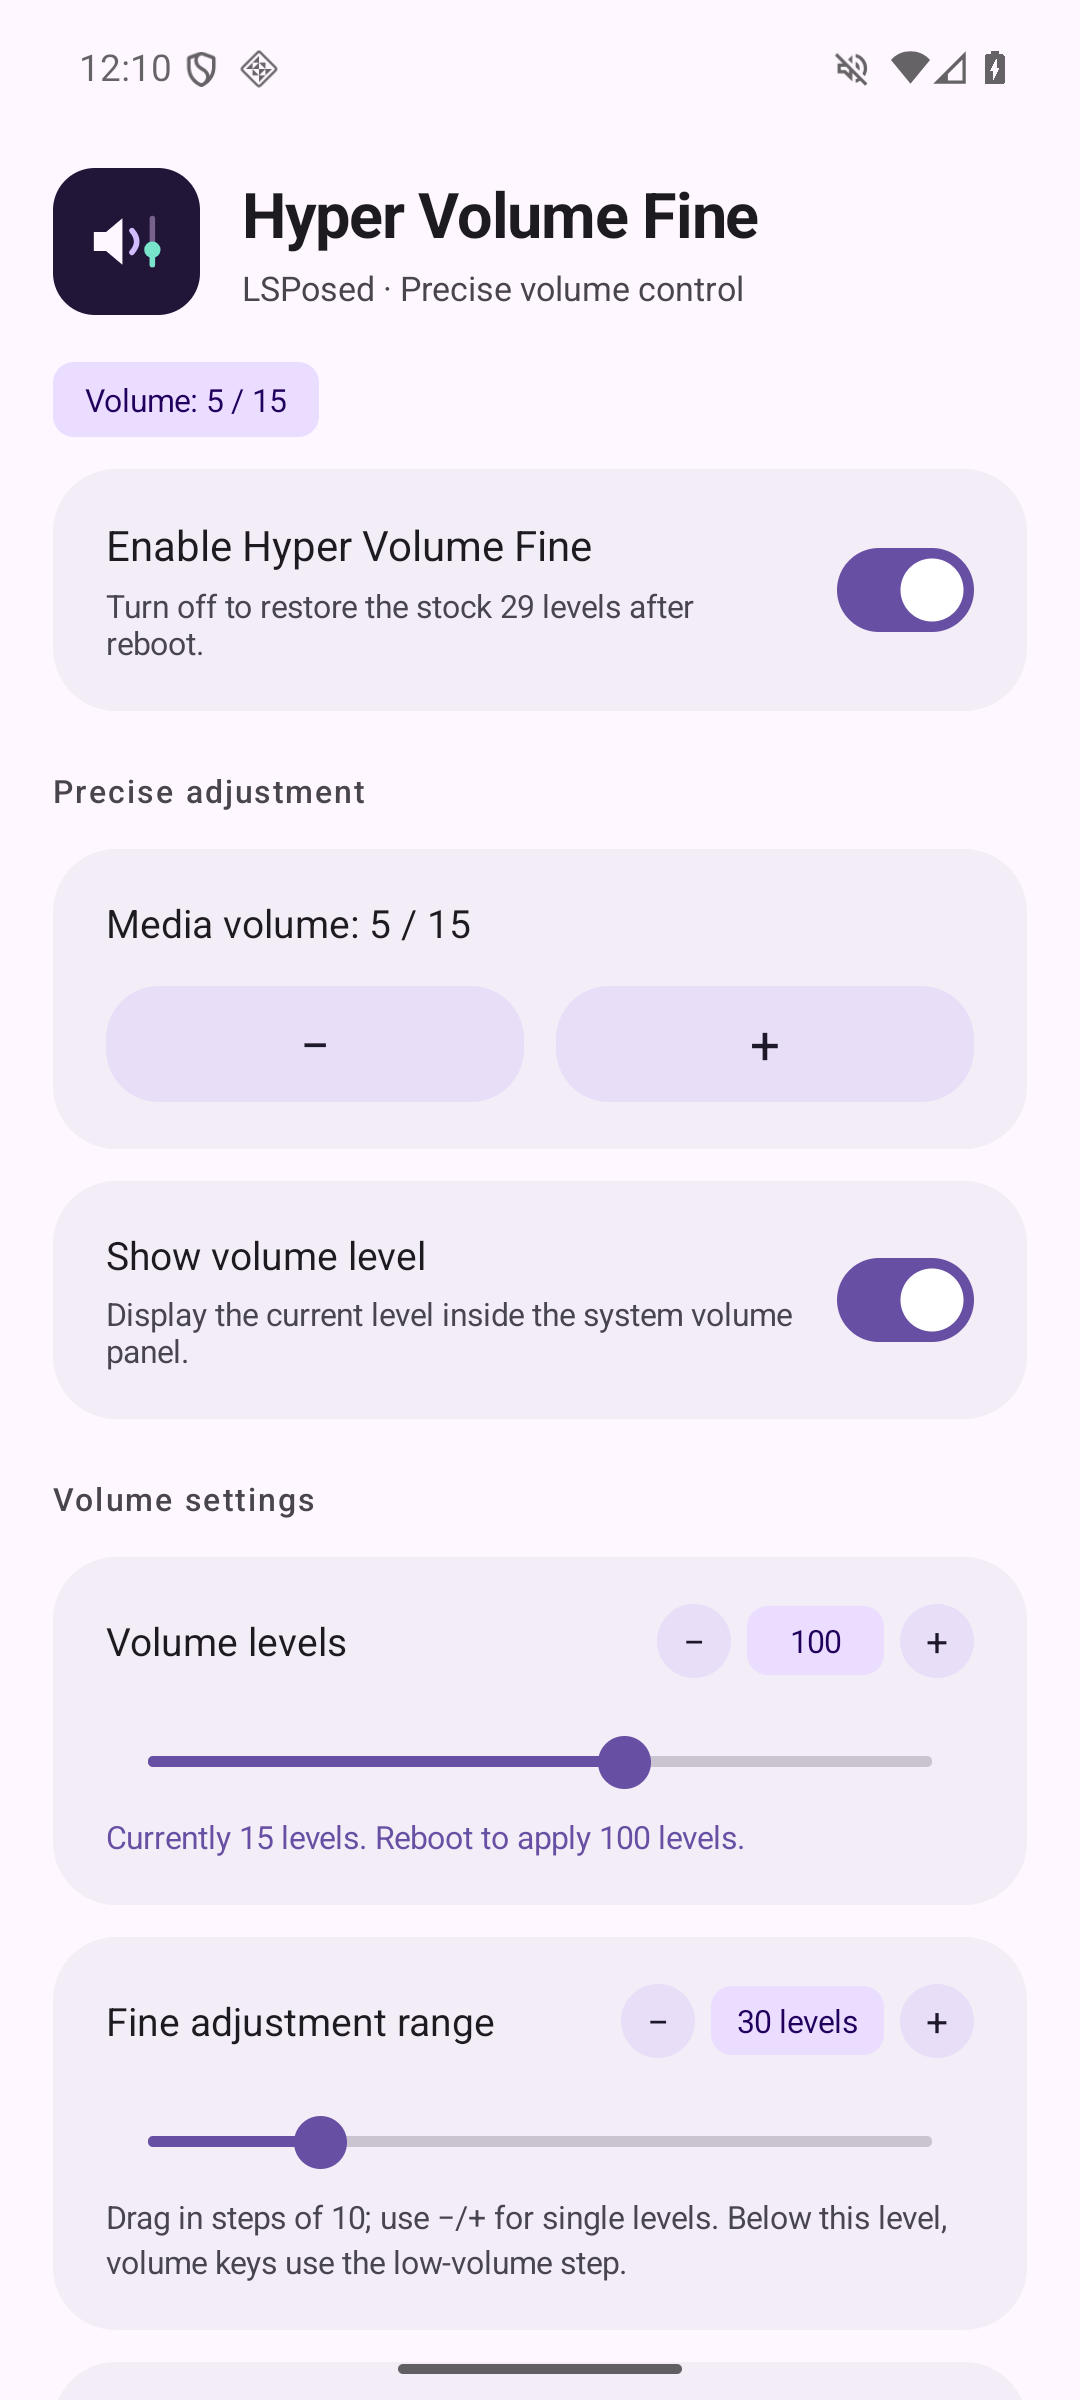 12:10
Hyper Volume Fine
LSPosed · Precise volume control
Volume: 5 / 15
Enable Hyper Volume Fine
Turn off to restore the stock 29 levels after
reboot.
Precise adjustment
Media volume: 5 / 15
− +
Show volume level
Display the current level inside the system volume
panel.
Volume settings
Volume levels − 100 +
Currently 15 levels. Reboot to apply 100 levels.
Fine adjustment range − 30 levels +
Drag in steps of 10; use −/+ for single levels. Below this level,
volume keys use the low-volume step.